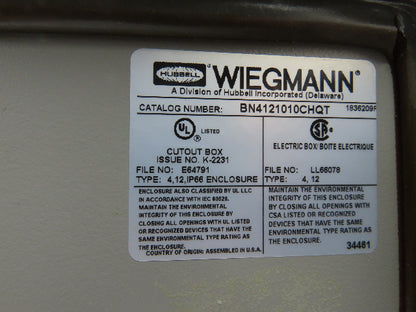 HUBBELL
WIEGMANN®
A Division of Hubbell Incorporated (Delaware)
CATALOG NUMBER: BN4121010CHQT
UL LISTED
CUTOUT BOX
ISSUE NO. K-2231
FILE NO: E64791
TYPE: 4,12,IP66 ENCLOSURE
ENCLOSURE ALSO CLASSIFIED BY UL LLC
IN ACCORDANCE WITH IEC 60529.
MAINTAIN THE ENVIRONMENTAL
INTEGRITY OF THIS ENCLOSURE BY
CLOSING ALL OPENINGS WITH UL LISTED
OR RECOGNIZED DEVICES THAT HAVE THE
SAME ENVIRONMENTAL TYPE RATING AS
THE ENCLOSURE.
COUNTRY OF ORIGIN: ASSEMBLED IN U.S.A.
ELECTRIC BOX/BOITE ELECTRIQUE
FILE NO: LL66078
TYPE: 4, 12
MAINTAIN THE ENVIRONMENTAL
INTEGRITY OF THIS ENCLOSURE
BY CLOSING ALL OPENINGS WITH
CSA LISTED OR RECOGNIZED
DEVICES THAT HAVE THE SAME
ENVIRONMENTAL TYPE RATING AS
THE ENCLOSURE.
34461